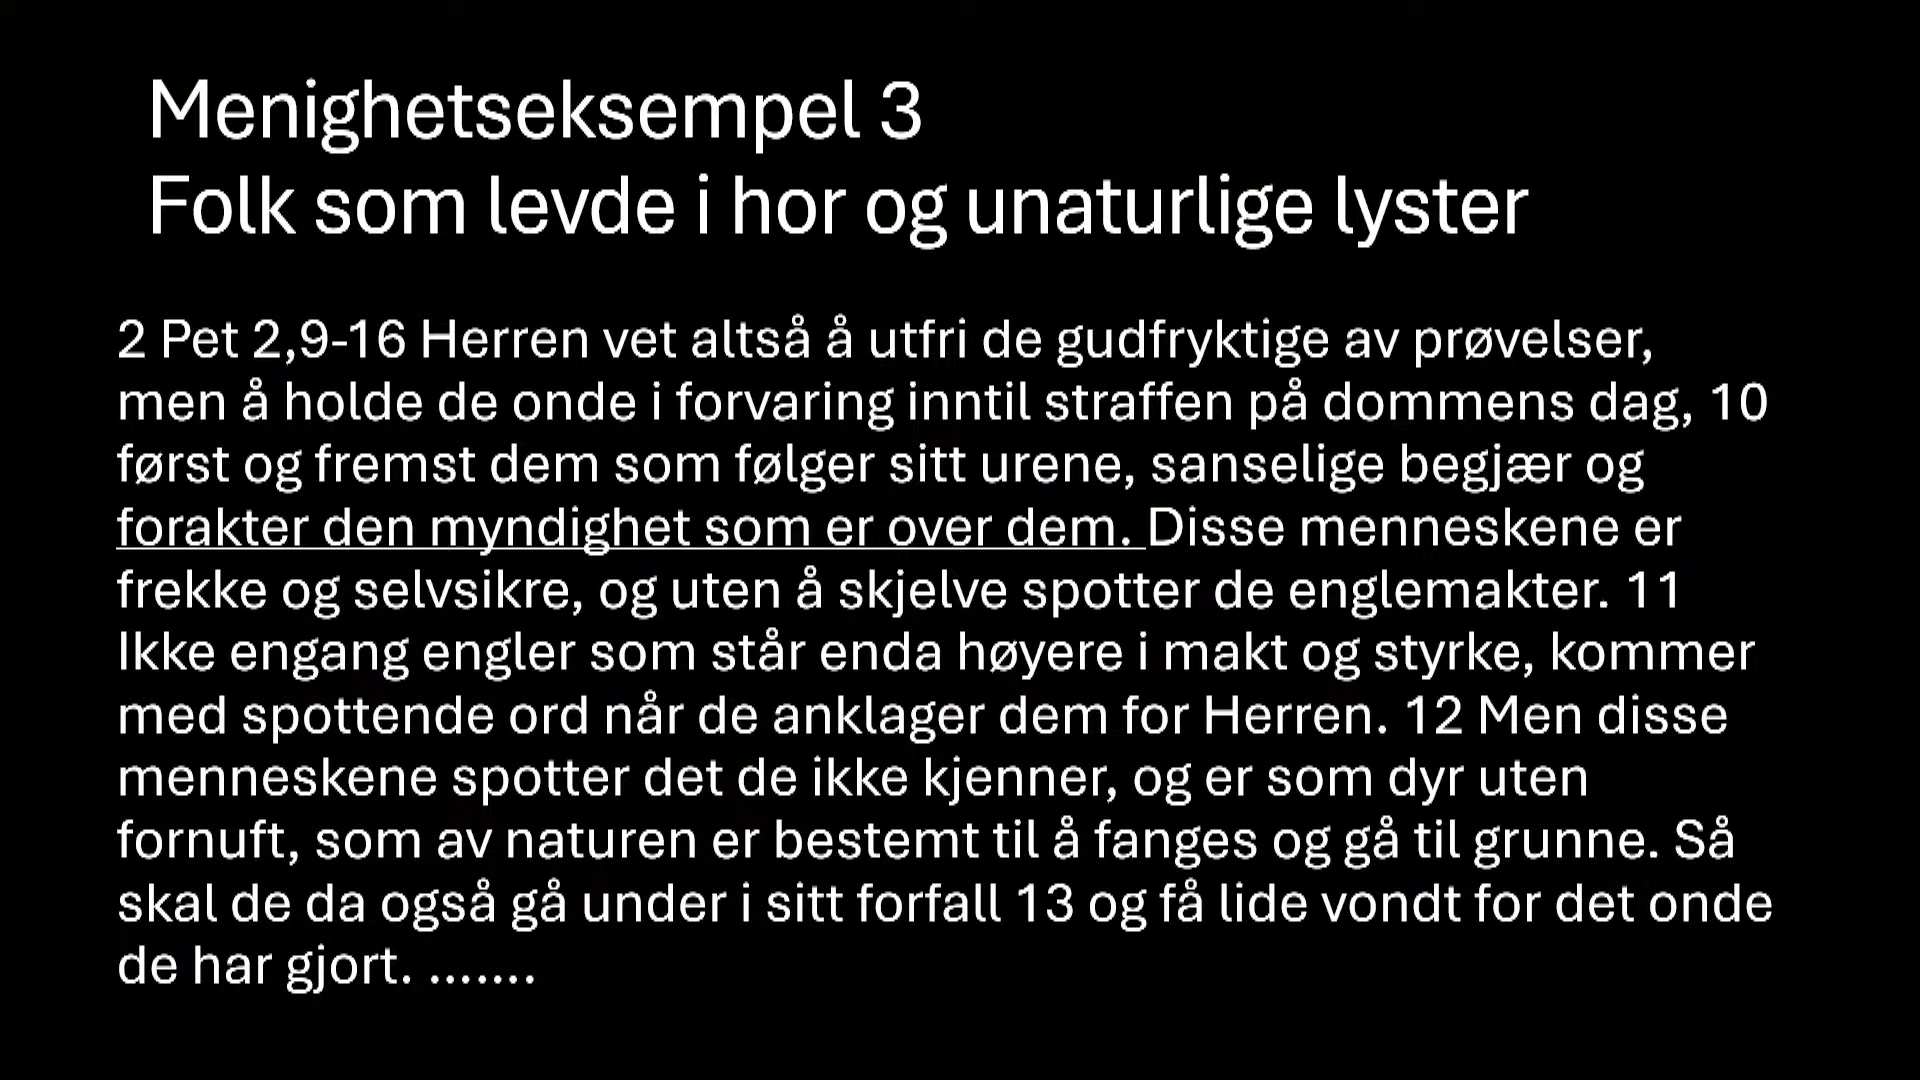 Menighetseksempel 3
Folk som levde i hor og unaturlige lyster
2 Pet 2,9-16 Herren vet altså å utfri de gudfryktige av prøvelser,
men å holde de onde i forvaring inntil straffen på dommens dag, 10
først og fremst dem som følger sitt urene, sanselige begjær og
forakter den myndighet som er over dem. Disse menneskene er
frekke og selvsikre, og uten å skjelve spotter de englemakter. 11
Ikke engang engler som står enda høyere i makt og styrke, kommer
med spottende ord når de anklager dem for Herren. 12 Men disse
menneskene spotter det de ikke kjenner, og er som dyr uten
fornuft, som av naturen er bestemt til å fanges og gå til grunne. Så
skal de da også gå under i sitt forfall 13 og få lide vondt for det onde
de har gjort. .......